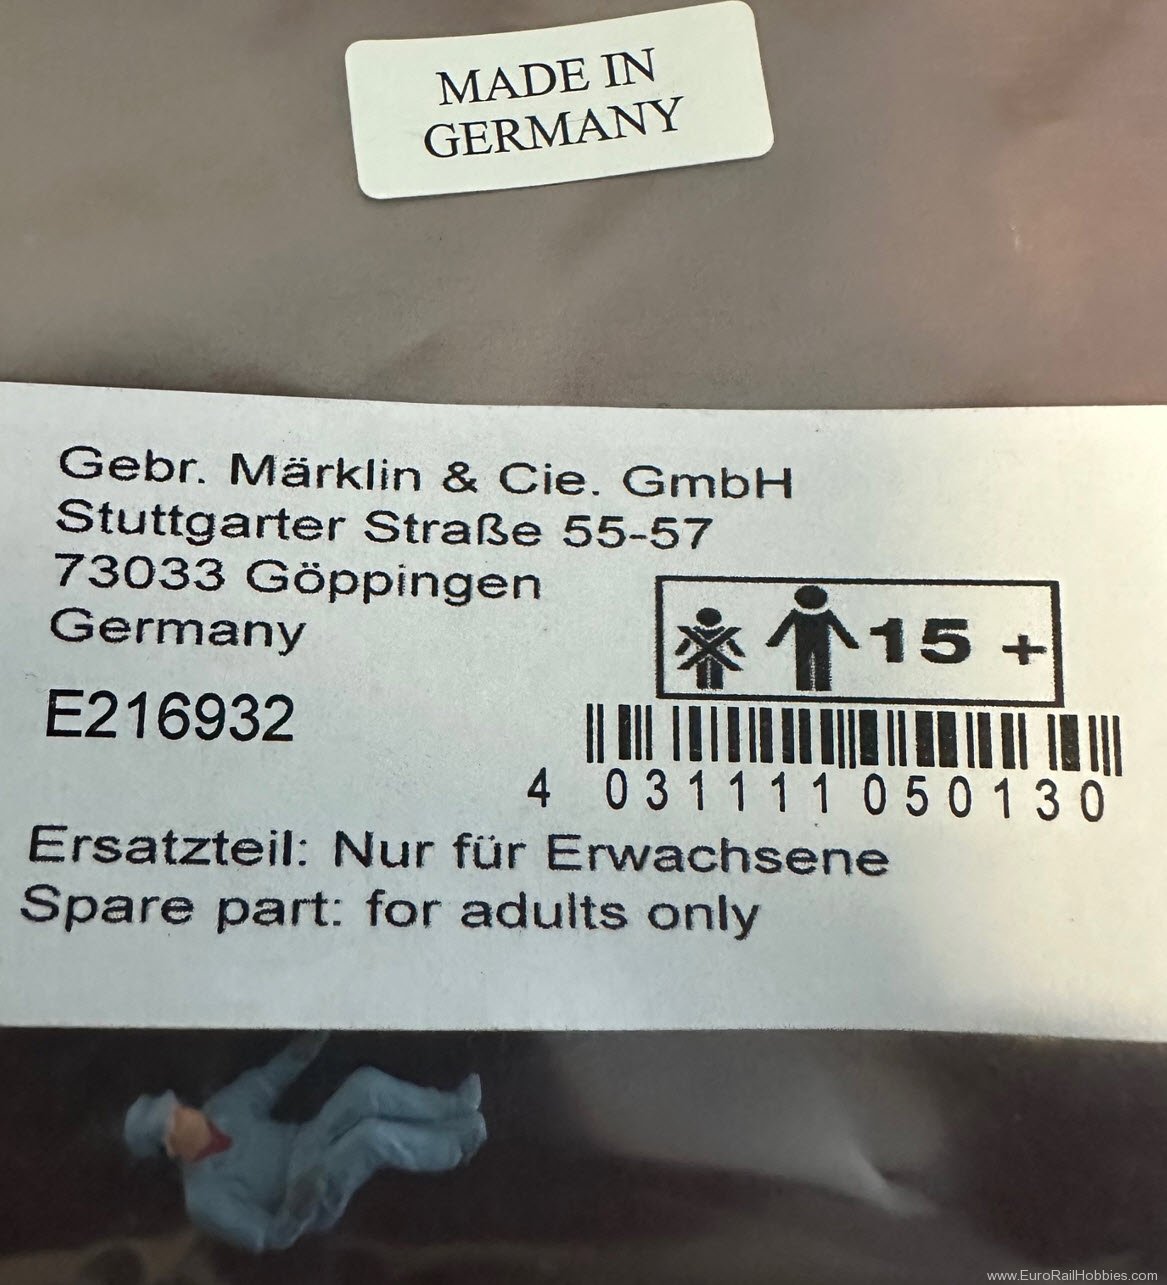 MADE IN
GERMANY
Gebr. Märklin & Cie. GmbH
Stuttgarter Straße 55-57
73033 Göppingen
Germany
15 +
E216932
4 031111 050130
Ersatzteil: Nur für Erwachsene
Spare part: for adults only
www.EuroRailHobbies.com